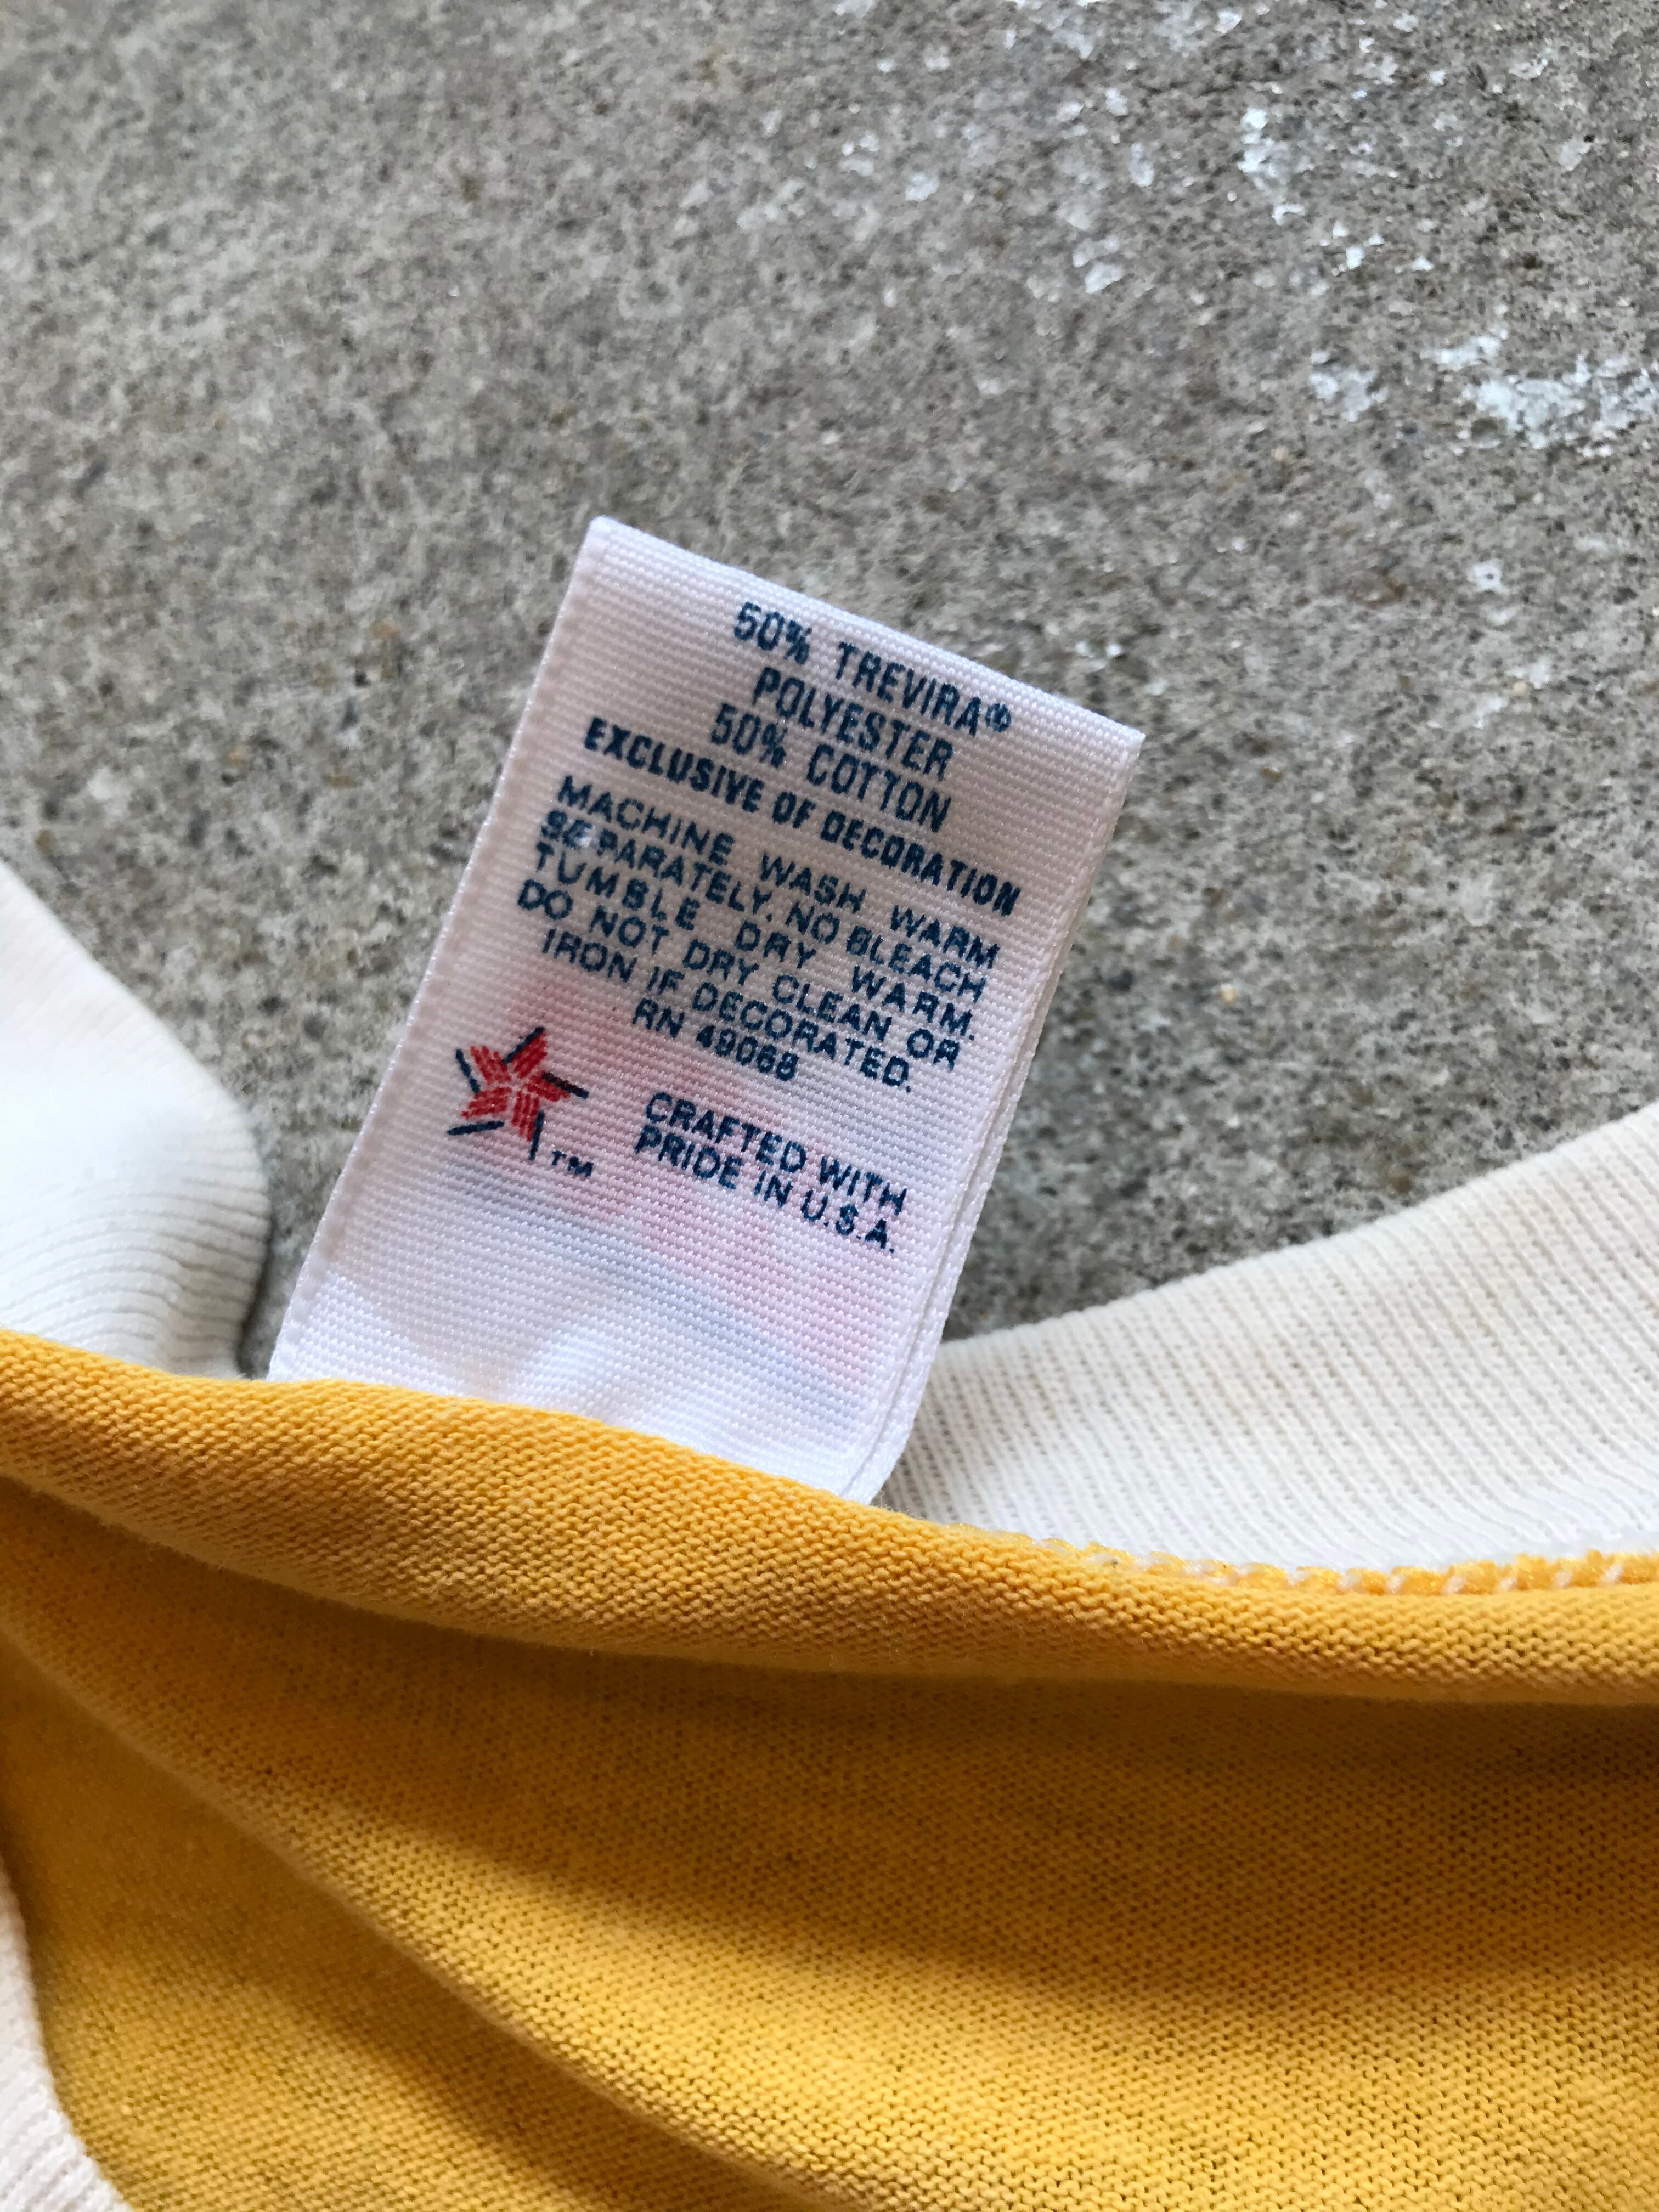 50% TREVIRA®
POLYESTER
50% COTTON
EXCLUSIVE OF DECORATION
MACHINE WASH WARM
SEPARATELY. NO BLEACH
TUMBLE DRY WARM.
DO NOT DRY CLEAN OR
IRON IF DECORATED.
RN 49068
TM
CRAFTED WITH
PRIDE IN U.S.A.